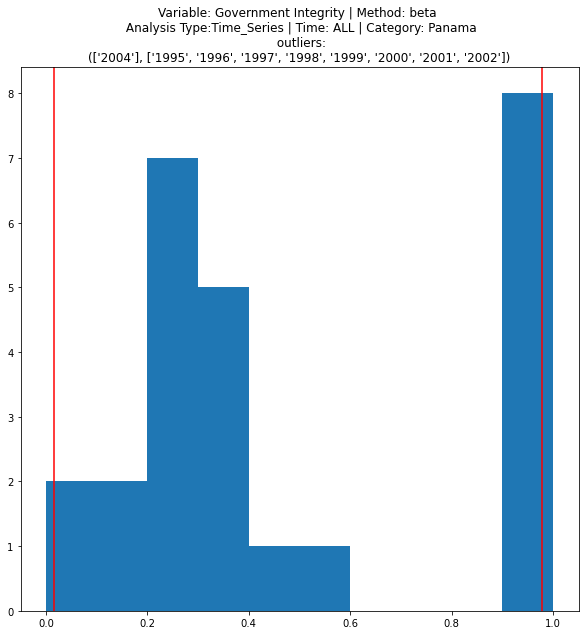 Variable: Government Integrity | Method: beta
Analysis Type:Time_Series | Time: ALL | Category: Panama
outliers:
(['2004'], ['1995', '1996', '1997', '1998', '1999', '2000', '2001', '2002'])
8
7
6
5
4
3
2
1
0
0.0 0.2 0.4 0.6 0.8 1.0